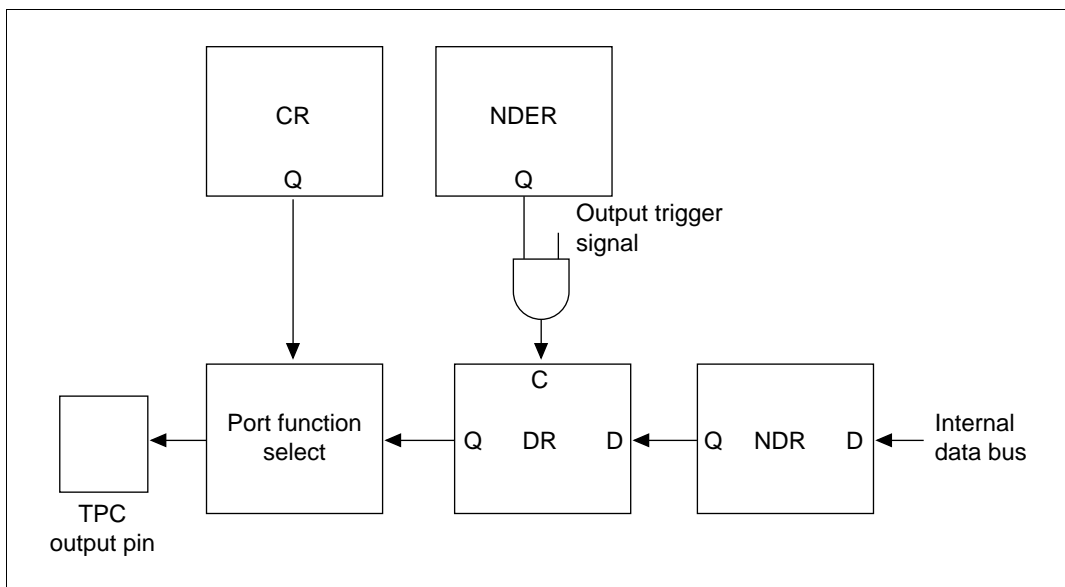 CR
Q
NDER
Q
Output trigger
signal
C
Port function
select
Q
DR
D
Q
NDR
D
Internal
data bus
TPC
output pin